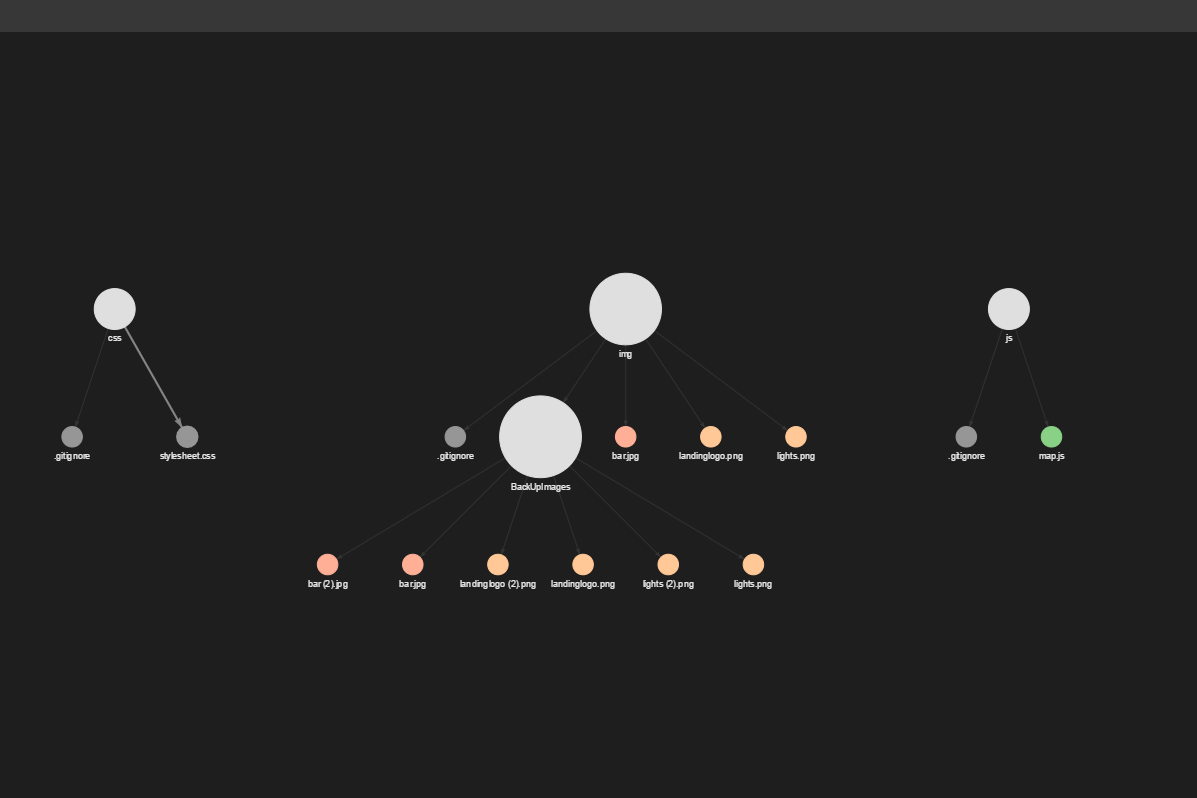 css
img
js
.gitignore
stylesheet.css
.gitignore
BackUpImages
bar.jpg
landinglogo.png
lights.png
.gitignore
map.js
bar (2).jpg
bar.jpg
landinglogo (2).png
landinglogo.png
lights (2).png
lights.png